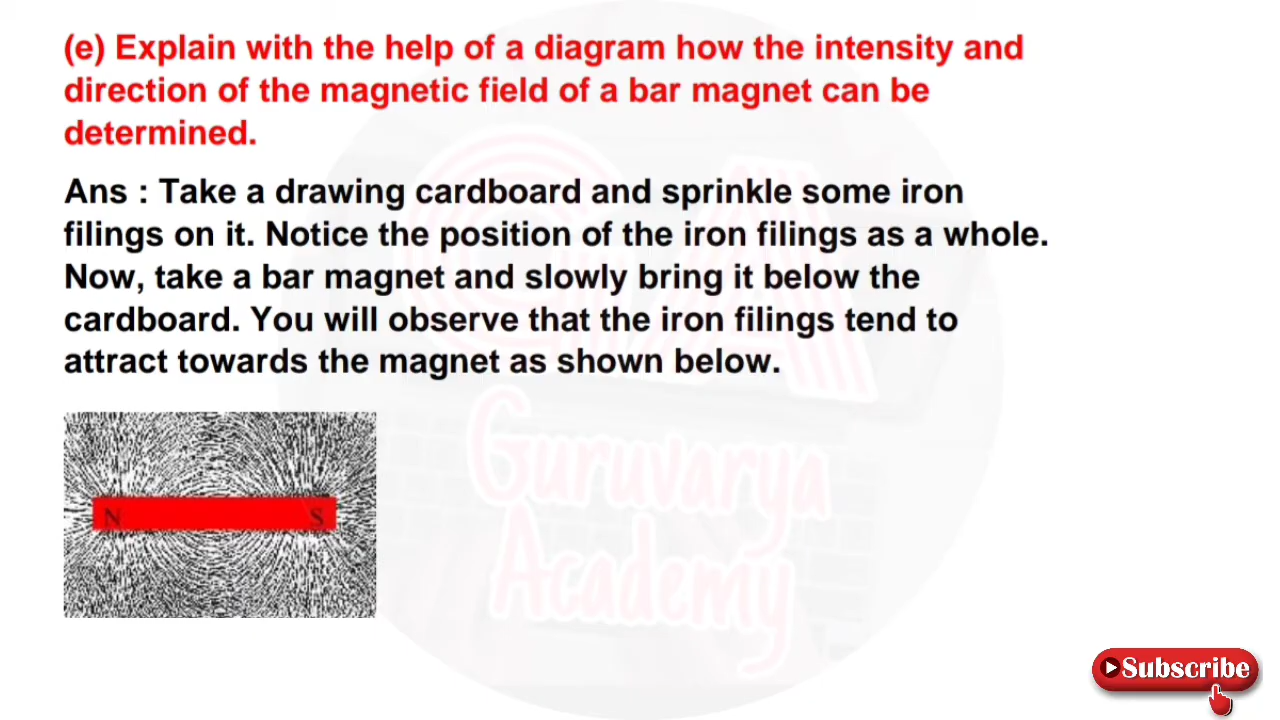 (e) Explain with the help of a diagram how the intensity and
direction of the magnetic field of a bar magnet can be
determined.
Ans : Take a drawing cardboard and sprinkle some iron
filings on it. Notice the position of the iron filings as a whole.
Now, take a bar magnet and slowly bring it below the
cardboard. You will observe that the iron filings tend to
attract towards the magnet as shown below.
GA
Guruvarya
Academy
N S
Subscribe